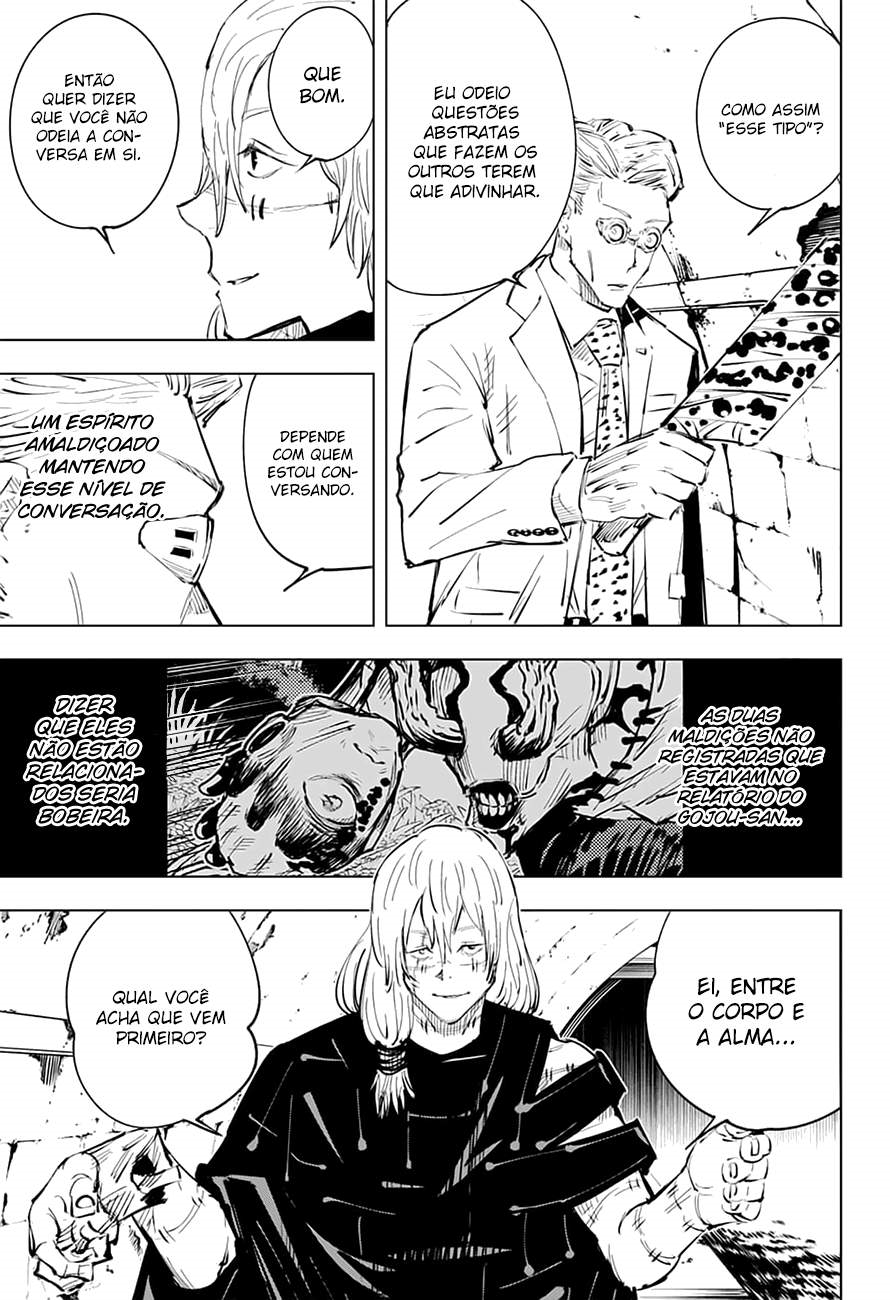 COMO ASSIM
“ESSE TIPO”?
EU ODEIO
QUESTÕES
ABSTRATAS
QUE FAZEM OS
OUTROS TEREM
QUE ADIVINHAR.
QUE
BOM.
ENTÃO
QUER DIZER
QUE VOCÊ NÃO
ODEIA A CON-
VERSA EM SI.
DEPENDE
COM QUEM
ESTOU CON-
VERSANDO.
UM ESPÍRITO
AMALDIÇOADO
MANTENDO
ESSE NÍVEL DE
CONVERSAÇÃO.
AS DUAS
MALDIÇÕES NÃO
REGISTRADAS QUE
ESTAVAM NO
RELATÓRIO DO
GOJOU-SAN...
DIZER
QUE ELES
NÃO ESTÃO
RELACIONA-
DOS SERIA
BOBEIRA.
EI, ENTRE
O CORPO E
A ALMA...
QUAL VOCÊ
ACHA QUE VEM
PRIMEIRO?